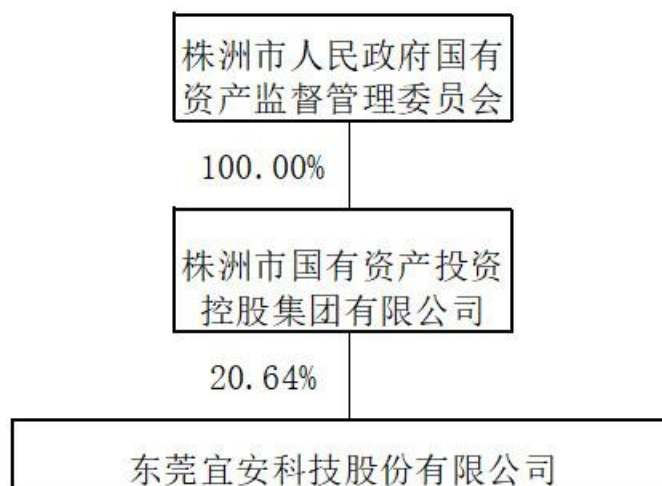 株洲市人民政府国有
资产监督管理委员会
100.00%
株洲市国有资产投资
控股集团有限公司
20.64%
东莞宜安科技股份有限公司